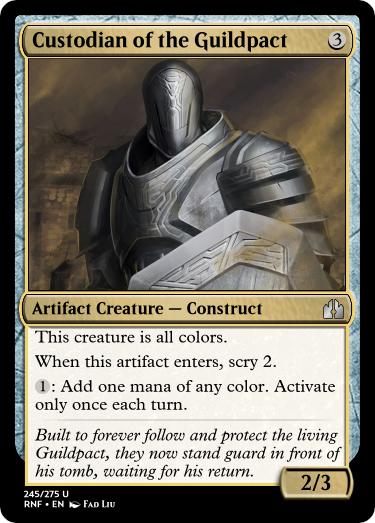 Custodian of the Guildpact 3
Artifact Creature — Construct
This creature is all colors.
When this artifact enters, scry 2.
1: Add one mana of any color. Activate
only once each turn.
Built to forever follow and protect the living
Guildpact, they now stand guard in front of
his tomb, waiting for his return.
2/3
245/275 U
RNF • EN Fad Liu